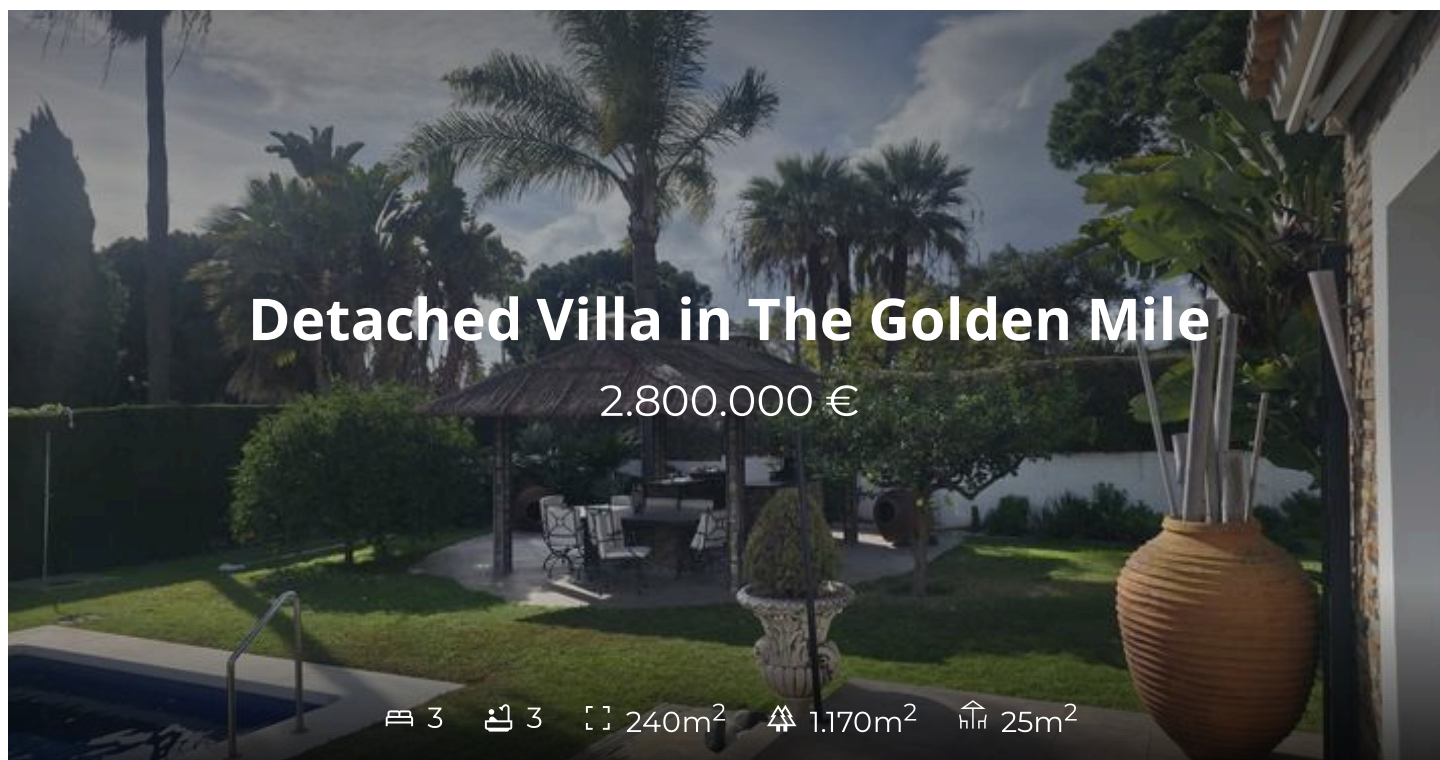 Detached Villa in The Golden Mile
2.800.000 €
3 3 240m² 1.170m² 25m²